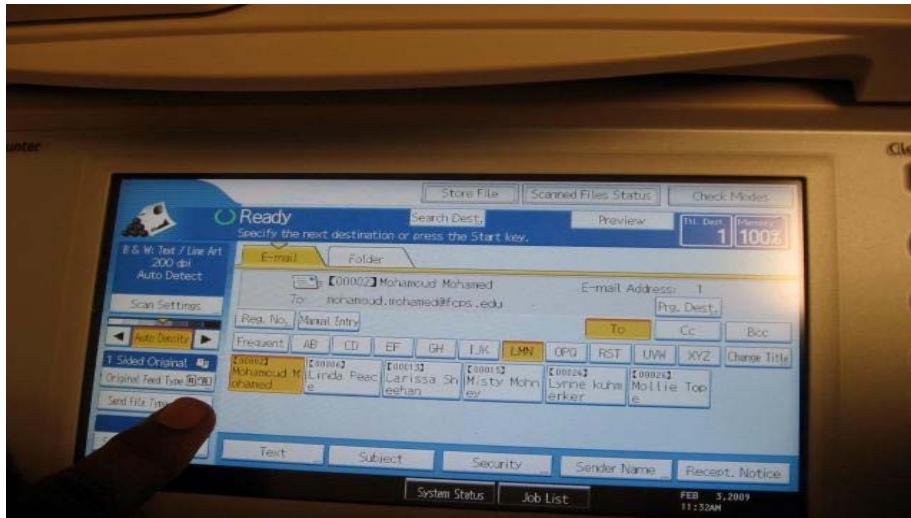 unter
Cle
Store File
Scanned Files Status
Check Modes
Ready
Search Dest.
Preview
Ttl. Dest.
1
Memory
100%
Specify the next destination or press the Start key.
B & W: Text / Line Art
200 dpi
Auto Detect
E-mail
Folder
[00002] Mohamoud Mohamed
E-mail Address: 1
To: mohamoud.mohamed@fcps.edu
Prg. Dest.
Scan Settings
Reg. No.
Manual Entry
To
Cc
Bcc
Auto Density
Frequent
AB
CD
EF
GH
IJK
LMN
OPQ
RST
UVW
XYZ
Change Title
1 Sided Original
[00002]
Mohamoud M
ohamed
[00006]
Linda Peac
e
[00013]
Larissa Sh
eehan
[00015]
Misty Mohn
ey
[00024]
Lynne kuhm
erker
[00026]
Mollie Top
e
Original Feed Type
Send File Type
Text
Subject
Security
Sender Name
Recept. Notice
System Status
Job List
FEB 3,2009
11:32AM